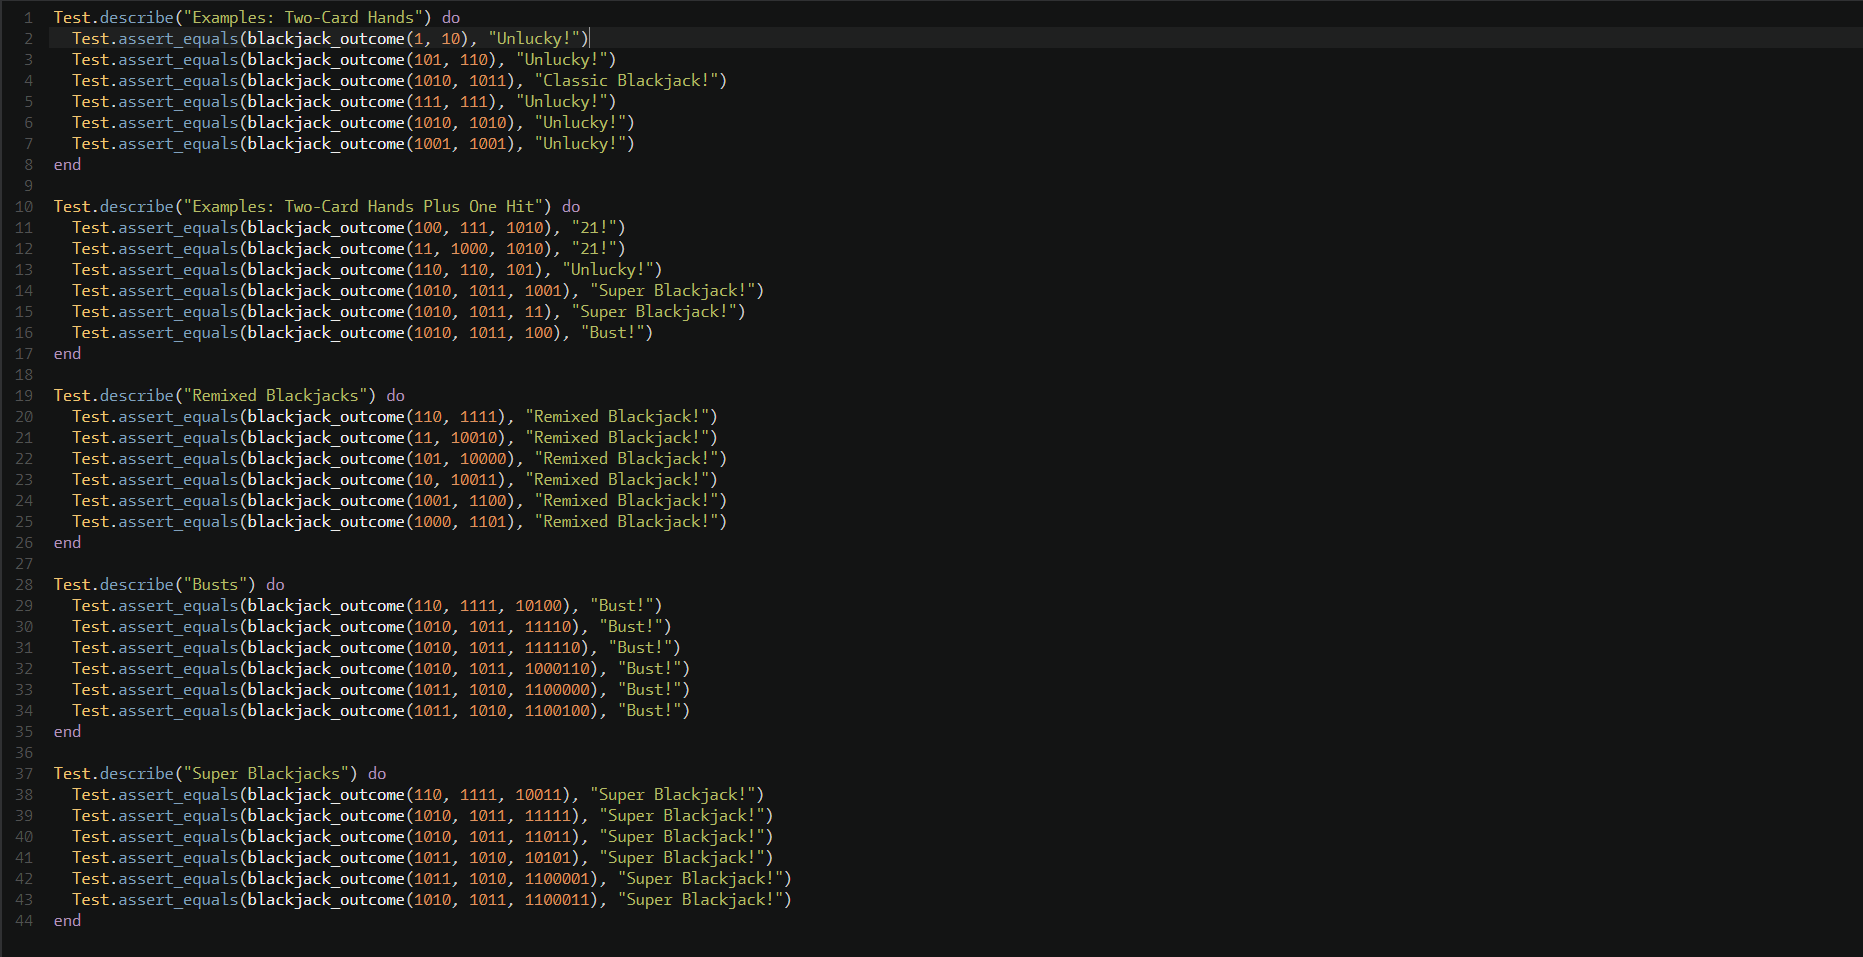 1 Test.describe("Examples: Two-Card Hands") do
2 Test.assert_equals(blackjack_outcome(1, 10), "Unlucky!")
3 Test.assert_equals(blackjack_outcome(101, 110), "Unlucky!")
4 Test.assert_equals(blackjack_outcome(1010, 1011), "Classic Blackjack!")
5 Test.assert_equals(blackjack_outcome(111, 111), "Unlucky!")
6 Test.assert_equals(blackjack_outcome(1010, 1010), "Unlucky!")
7 Test.assert_equals(blackjack_outcome(1001, 1001), "Unlucky!")
8 end
9
10 Test.describe("Examples: Two-Card Hands Plus One Hit") do
11 Test.assert_equals(blackjack_outcome(100, 111, 1010), "21!")
12 Test.assert_equals(blackjack_outcome(11, 1000, 1010), "21!")
13 Test.assert_equals(blackjack_outcome(110, 110, 101), "Unlucky!")
14 Test.assert_equals(blackjack_outcome(1010, 1011, 1001), "Super Blackjack!")
15 Test.assert_equals(blackjack_outcome(1010, 1011, 11), "Super Blackjack!")
16 Test.assert_equals(blackjack_outcome(1010, 1011, 100), "Bust!")
17 end
18
19 Test.describe("Remixed Blackjacks") do
20 Test.assert_equals(blackjack_outcome(110, 1111), "Remixed Blackjack!")
21 Test.assert_equals(blackjack_outcome(11, 10010), "Remixed Blackjack!")
22 Test.assert_equals(blackjack_outcome(101, 10000), "Remixed Blackjack!")
23 Test.assert_equals(blackjack_outcome(10, 10011), "Remixed Blackjack!")
24 Test.assert_equals(blackjack_outcome(1001, 1100), "Remixed Blackjack!")
25 Test.assert_equals(blackjack_outcome(1000, 1101), "Remixed Blackjack!")
26 end
27
28 Test.describe("Busts") do
29 Test.assert_equals(blackjack_outcome(110, 1111, 10100), "Bust!")
30 Test.assert_equals(blackjack_outcome(1010, 1011, 11110), "Bust!")
31 Test.assert_equals(blackjack_outcome(1010, 1011, 111110), "Bust!")
32 Test.assert_equals(blackjack_outcome(1010, 1011, 1000110), "Bust!")
33 Test.assert_equals(blackjack_outcome(1011, 1010, 1100000), "Bust!")
34 Test.assert_equals(blackjack_outcome(1011, 1010, 1100100), "Bust!")
35 end
36
37 Test.describe("Super Blackjacks") do
38 Test.assert_equals(blackjack_outcome(110, 1111, 10011), "Super Blackjack!")
39 Test.assert_equals(blackjack_outcome(1010, 1011, 11111), "Super Blackjack!")
40 Test.assert_equals(blackjack_outcome(1010, 1011, 11011), "Super Blackjack!")
41 Test.assert_equals(blackjack_outcome(1011, 1010, 10101), "Super Blackjack!")
42 Test.assert_equals(blackjack_outcome(1011, 1010, 1100001), "Super Blackjack!")
43 Test.assert_equals(blackjack_outcome(1010, 1011, 1100011), "Super Blackjack!")
44 end